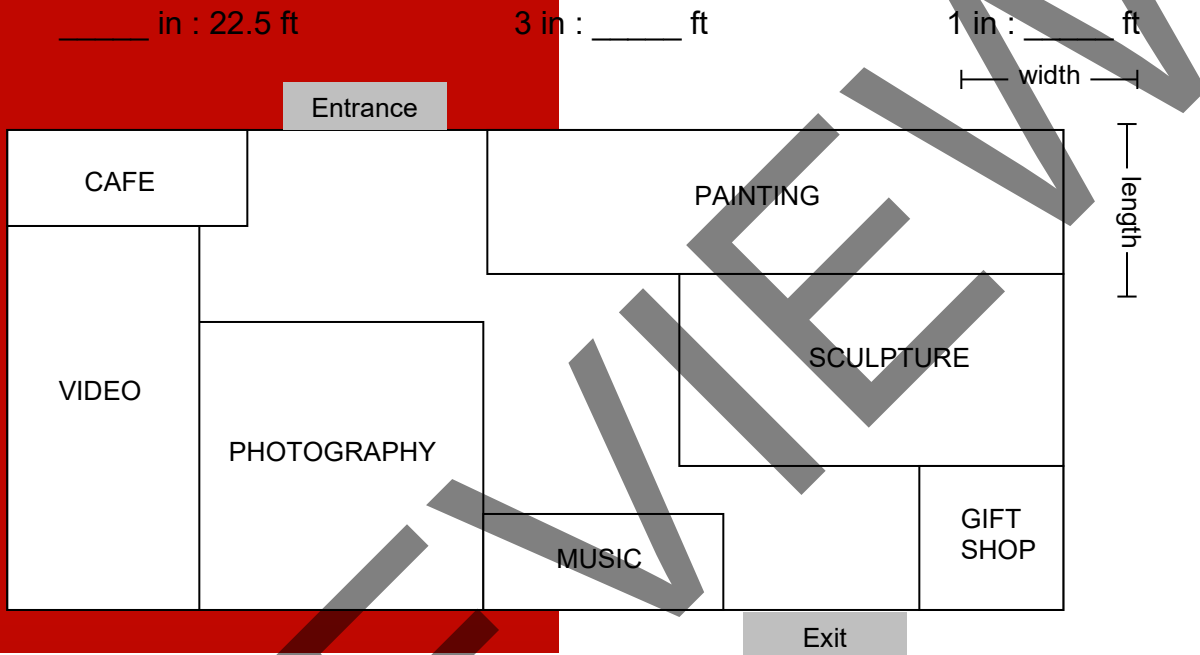 _____ in : 22.5 ft
3 in : _____ ft
1 in : _____ ft
width
Entrance
CAFE
PAINTING
length
SCULPTURE
VIDEO
PHOTOGRAPHY
GIFT
SHOP
MUSIC
Exit